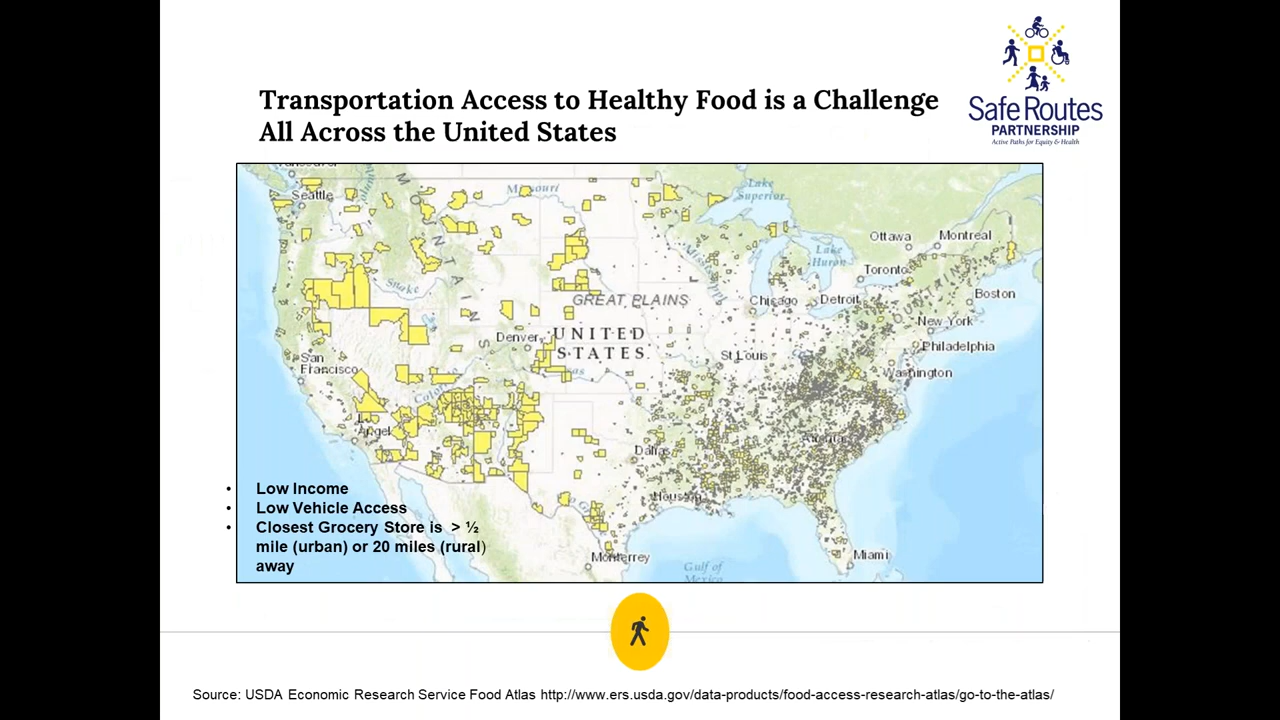 Transportation Access to Healthy Food is a Challenge
All Across the United States
Safe Routes
PARTNERSHIP
Active Paths for Equity & Health
Vancouver
Seattle
Missouri
Lake
Superior
Ottawa
Montreal
Lake
Huron
Toronto
Snake
GREAT PLAINS
Chicago
Detroit
Boston
New York
Denver
UNITED
STATES
Philadelphia
St Louis
Washington
San
Francisco
Atlanta
Dallas
Houston
Monterrey
Miami
Gulf of
Mexico
• Low Income
• Low Vehicle Access
• Closest Grocery Store is > ½
mile (urban) or 20 miles (rural)
away
Source: USDA Economic Research Service Food Atlas http://www.ers.usda.gov/data-products/food-access-research-atlas/go-to-the-atlas/